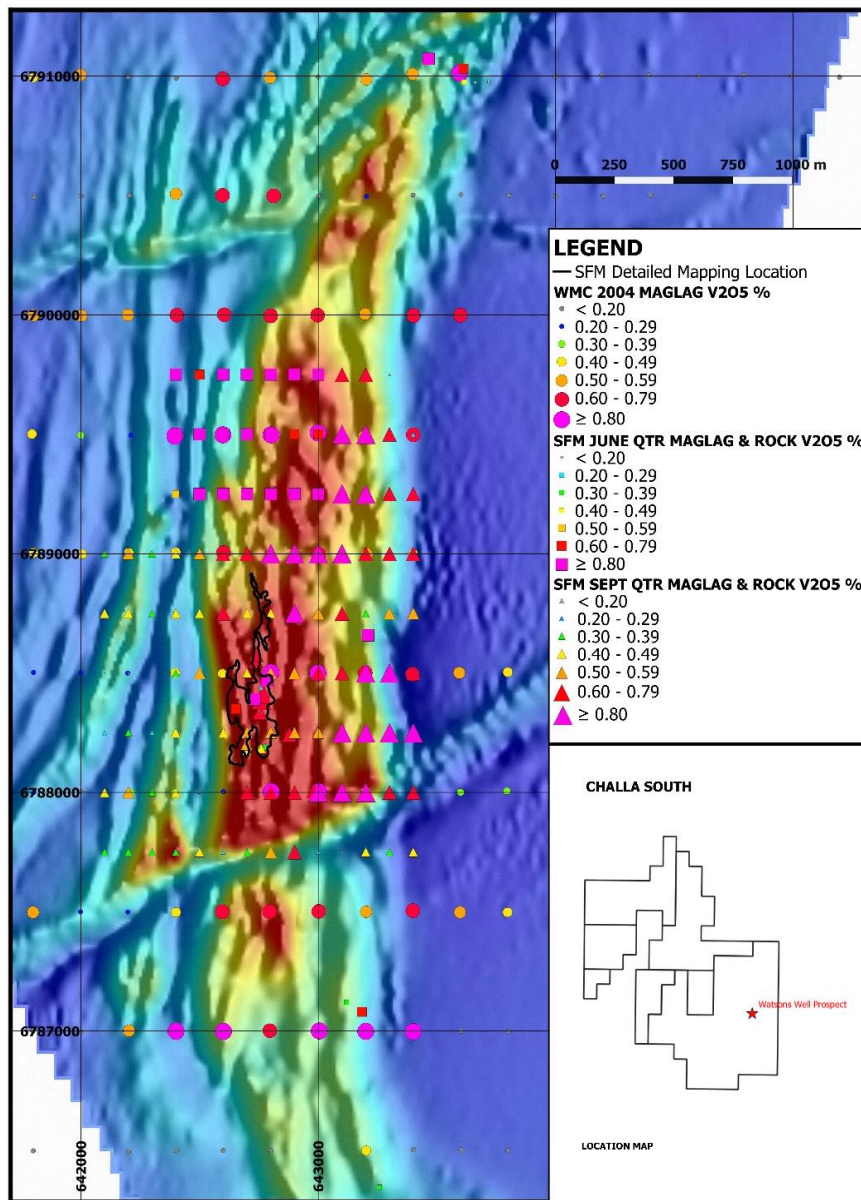 6791000
0 250 500 750 1000 m
LEGEND
SFM Detailed Mapping Location
WMC 2004 MAGLAG V2O5 %
< 0.20
0.20 - 0.29
0.30 - 0.39
0.40 - 0.49
0.50 - 0.59
0.60 - 0.79
≥ 0.80
SFM JUNE QTR MAGLAG & ROCK V2O5 %
< 0.20
0.20 - 0.29
0.30 - 0.39
0.40 - 0.49
0.50 - 0.59
0.60 - 0.79
≥ 0.80
SFM SEPT QTR MAGLAG & ROCK V2O5 %
< 0.20
0.20 - 0.29
0.30 - 0.39
0.40 - 0.49
0.50 - 0.59
0.60 - 0.79
≥ 0.80
6790000
6789000
6788000
6787000
642000
643000
CHALLA SOUTH
Watsons Well Prospect
LOCATION MAP